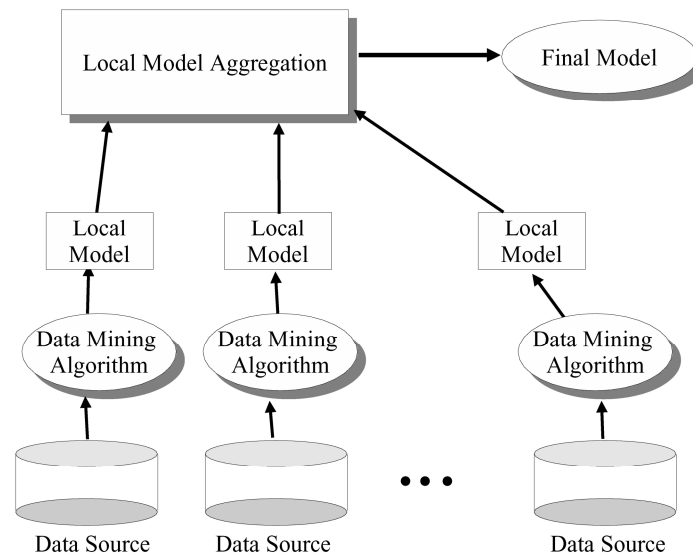 Local Model Aggregation
Final Model
Local
Model
Local
Model
Local
Model
Data Mining
Algorithm
Data Mining
Algorithm
Data Mining
Algorithm
Data Source
Data Source
Data Source